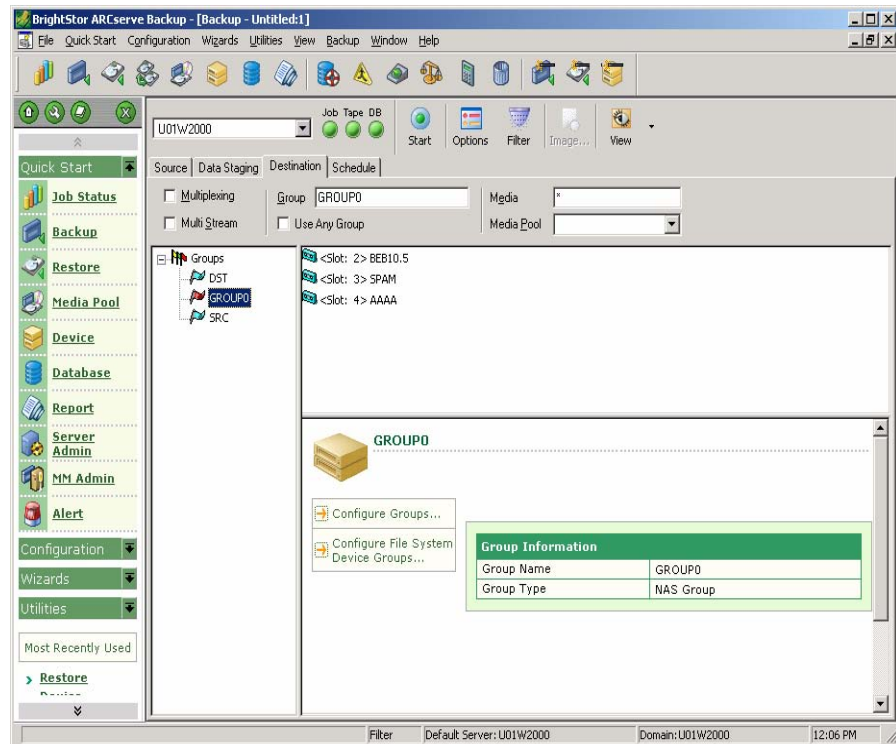 BrightStor ARCserve Backup - [Backup - Untitled:1]
File Quick Start Configuration Wizards Utilities View Backup Window Help
U01W2000
Job Tape DB
Start Options Filter Image... View
Source Data Staging Destination Schedule
Multiplexing Group GROUP0 Media *
Multi Stream Use Any Group Media Pool
Quick Start
Job Status
Backup
Restore
Media Pool
Device
Database
Report
Server
Admin
MM Admin
Alert
Configuration
Wizards
Utilities
Most Recently Used
Restore
Groups
DST
GROUP0
SRC
<Slot: 2> BEB10.5
<Slot: 3> SPAM
<Slot: 4> AAAA
GROUP0
Configure Groups...
Configure File System
Device Groups...
Group Information
Group Name GROUP0
Group Type NAS Group
Filter Default Server: U01W2000 Domain: U01W2000 12:06 PM